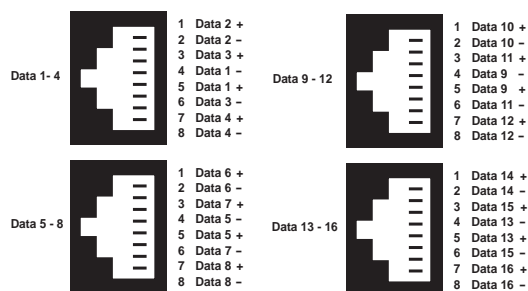 Data 1- 4
1 Data 2 +
2 Data 2 –
3 Data 3 +
4 Data 1 –
5 Data 1 +
6 Data 3 –
7 Data 4 +
8 Data 4 –
Data 9 - 12
1 Data 10 +
2 Data 10 –
3 Data 11 +
4 Data 9 –
5 Data 9 +
6 Data 11 –
7 Data 12 +
8 Data 12 –
Data 5 - 8
1 Data 6 +
2 Data 6 –
3 Data 7 +
4 Data 5 –
5 Data 5 +
6 Data 7 –
7 Data 8 +
8 Data 8 –
Data 13 - 16
1 Data 14 +
2 Data 14 –
3 Data 15 +
4 Data 13 –
5 Data 13 +
6 Data 15 –
7 Data 16 +
8 Data 16 –